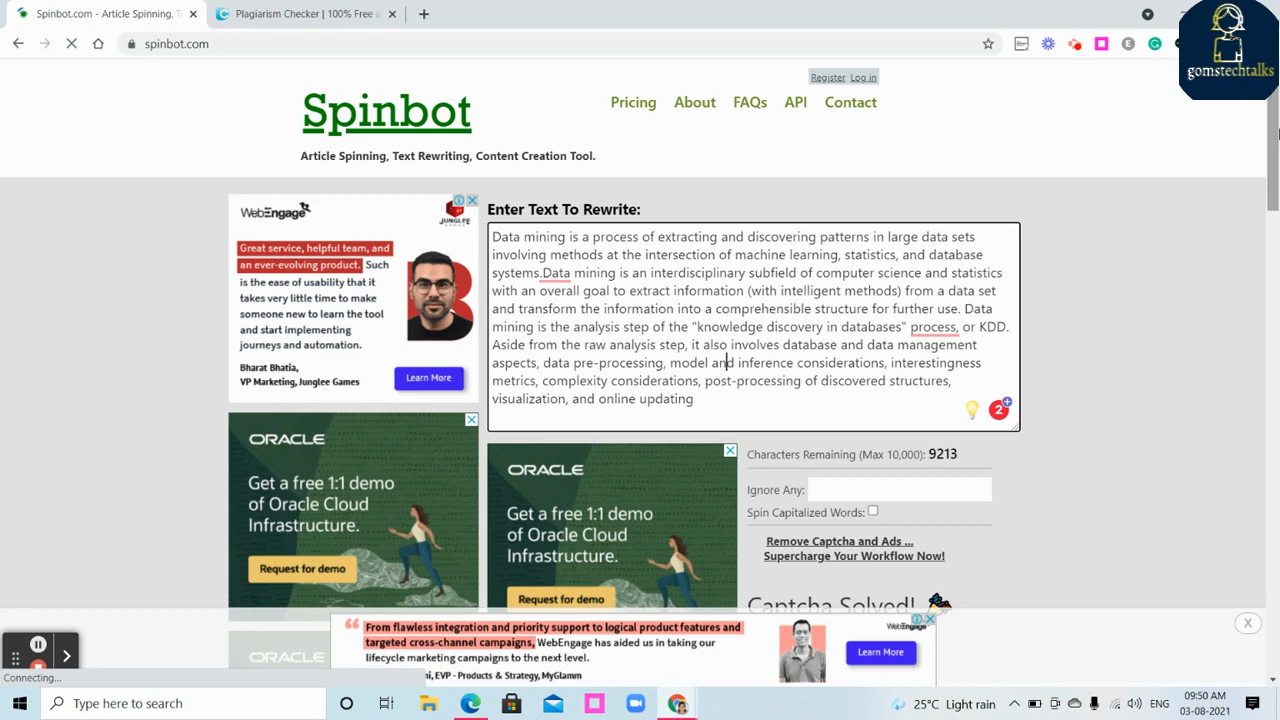 Spinbot.com - Article Spinning, T
Plagiarism Checker | 100% Free a
spinbot.com
gomstechtalks
Register Log in
Spinbot
Pricing About FAQs API Contact
Article Spinning, Text Rewriting, Content Creation Tool.
WebEngage
JUNGLEE
GAMES
Great service, helpful team, and
an ever-evolving product. Such
is the ease of usability that it
takes very little time to make
someone new to learn the tool
and start implementing
journeys and automation.
Bharat Bhatia,
VP Marketing, Junglee Games
Learn More
Enter Text To Rewrite:
Data mining is a process of extracting and discovering patterns in large data sets
involving methods at the intersection of machine learning, statistics, and database
systems.Data mining is an interdisciplinary subfield of computer science and statistics
with an overall goal to extract information (with intelligent methods) from a data set
and transform the information into a comprehensible structure for further use. Data
mining is the analysis step of the "knowledge discovery in databases" process, or KDD.
Aside from the raw analysis step, it also involves database and data management
aspects, data pre-processing, model and inference considerations, interestingness
metrics, complexity considerations, post-processing of discovered structures,
visualization, and online updating
2
ORACLE
Get a free 1:1 demo
of Oracle Cloud
Infrastructure.
Request for demo
ORACLE
ORACLE
Get a free 1:1 demo
of Oracle Cloud
Infrastructure.
Request for demo
Characters Remaining (Max 10,000): 9213
Ignore Any:
Spin Capitalized Words:
Remove Captcha and Ads ...
Supercharge Your Workflow Now!
Captcha Solved!
From flawless integration and priority support to logical product features and
targeted cross-channel campaigns, WebEngage has aided us in taking our
lifecycle marketing campaigns to the next level.
ni, EVP - Products & Strategy, MyGlamm
WebEngage
Learn More
X
Connecting...
Type here to search
25°C Light rain
ENG
09:50 AM
03-08-2021